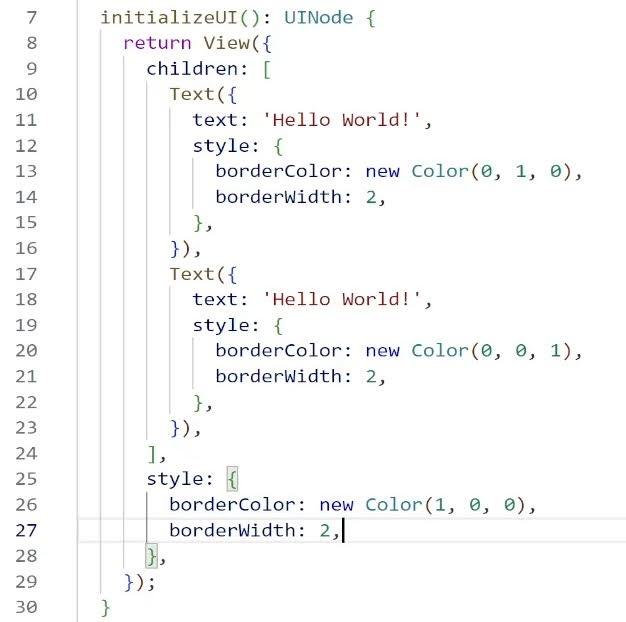 7 initializeUI(): UINode {
8 return View({
9 children: [
10 Text({
11 text: 'Hello World!',
12 style: {
13 borderColor: new Color(0, 1, 0),
14 borderWidth: 2,
15 },
16 }),
17 Text({
18 text: 'Hello World!',
19 style: {
20 borderColor: new Color(0, 0, 1),
21 borderWidth: 2,
22 },
23 }),
24 ],
25 style: {
26 borderColor: new Color(1, 0, 0),
27 borderWidth: 2,
28 },
29 });
30 }